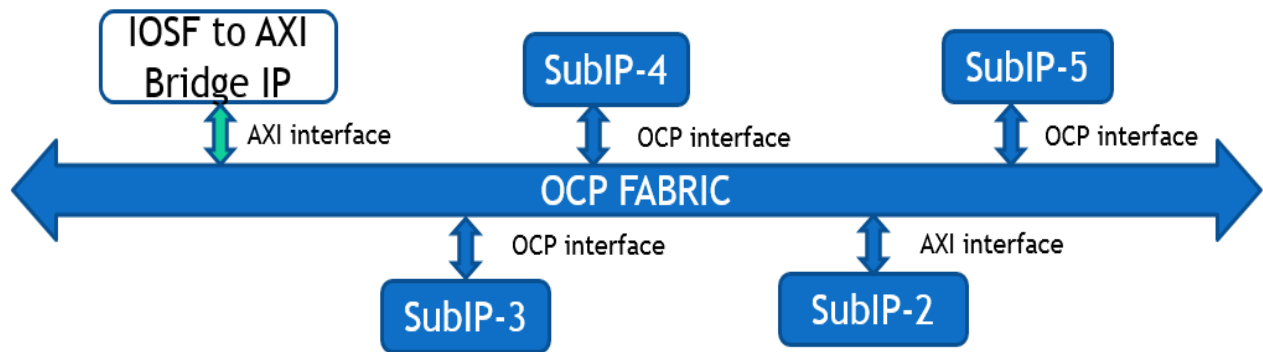 IOSF to AXI
Bridge IP
SubIP-4
SubIP-5
AXI interface
OCP interface
OCP interface
OCP FABRIC
OCP interface
AXI interface
SubIP-3
SubIP-2